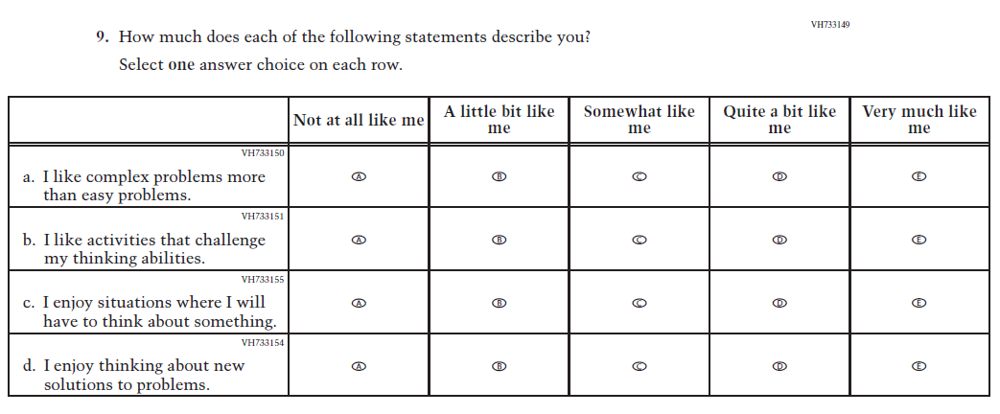 VH733149
9. How much does each of the following statements describe you?
Select one answer choice on each row.
Not at all like me
A little bit like
me
Somewhat like
me
Quite a bit like
me
Very much like
me
VH733150
a. I like complex problems more
than easy problems.
A B C D E
VH733151
b. I like activities that challenge
my thinking abilities.
A B C D E
VH733155
c. I enjoy situations where I will
have to think about something.
A B C D E
VH733154
d. I enjoy thinking about new
solutions to problems.
A B C D E